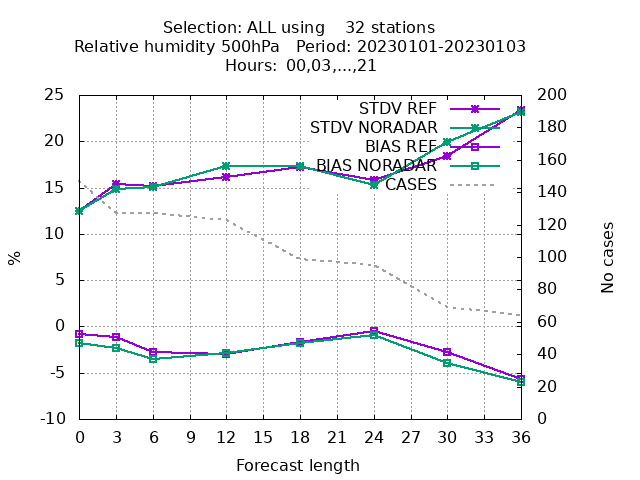 Selection: ALL using    32 stations
Relative humidity 500hPa   Period: 20230101-20230103
Hours: 00,03,...,21
STDV REF
STDV NORADAR
BIAS REF
BIAS NORADAR
CASES
25
20
15
10
5
0
-5
-10
%
200
180
160
140
120
100
80
60
40
20
0
No cases
0 3 6 9 12 15 18 21 24 27 30 33 36
Forecast length